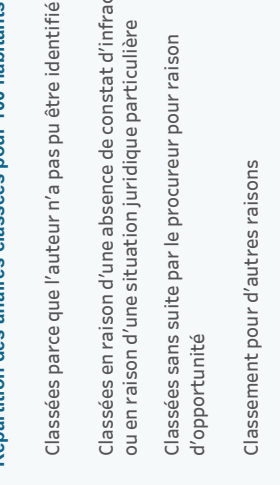 Répartition des affaires classées pour 100 habitants
Classées parce que l'auteur n'a pas pu être identifié
Classées en raison d'une absence de constat d'infrac
ou en raison d'une situation juridique particulière
Classées sans suite par le procureur pour raison
d'opportunité
Classement pour d'autres raisons